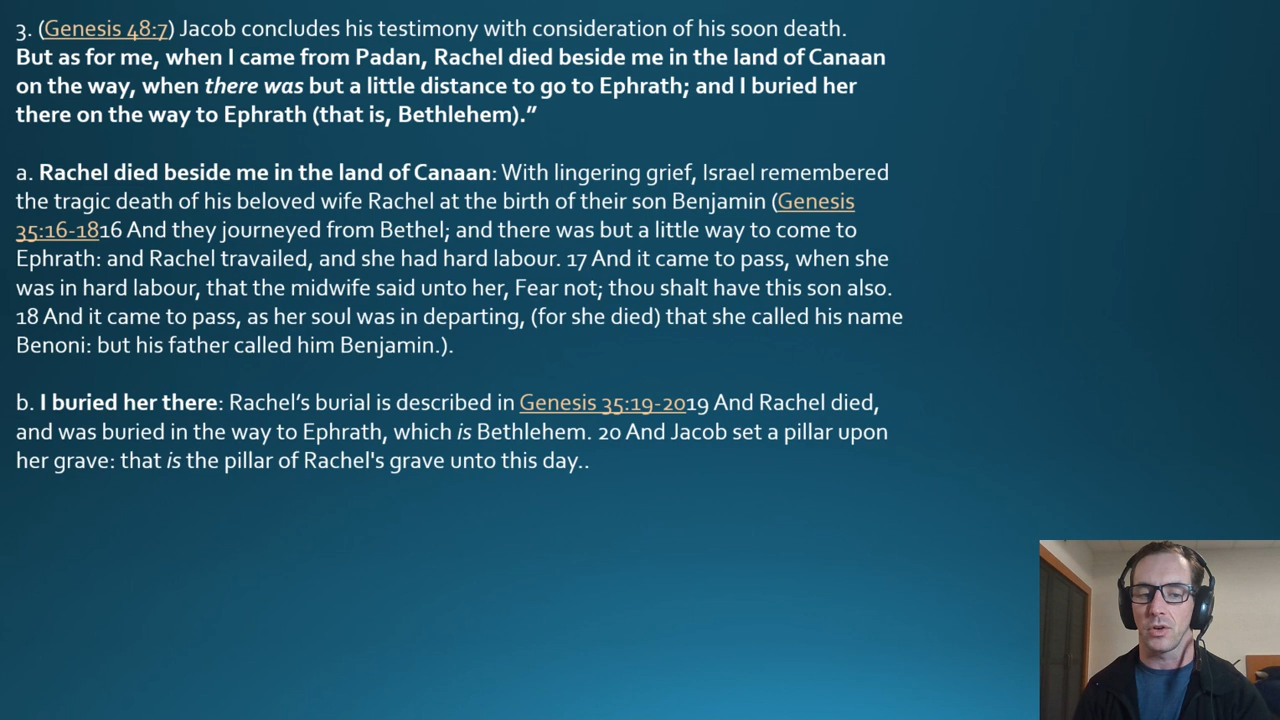 3. (Genesis 48:7) Jacob concludes his testimony with consideration of his soon death.
But as for me, when I came from Padan, Rachel died beside me in the land of Canaan
on the way, when there was but a little distance to go to Ephrath; and I buried her
there on the way to Ephrath (that is, Bethlehem).”
a. Rachel died beside me in the land of Canaan: With lingering grief, Israel remembered
the tragic death of his beloved wife Rachel at the birth of their son Benjamin (Genesis
35:16-1816 And they journeyed from Bethel; and there was but a little way to come to
Ephrath: and Rachel travailed, and she had hard labour. 17 And it came to pass, when she
was in hard labour, that the midwife said unto her, Fear not; thou shalt have this son also.
18 And it came to pass, as her soul was in departing, (for she died) that she called his name
Benoni: but his father called him Benjamin.).
b. I buried her there: Rachel’s burial is described in Genesis 35:19-2019 And Rachel died,
and was buried in the way to Ephrath, which is Bethlehem. 20 And Jacob set a pillar upon
her grave: that is the pillar of Rachel's grave unto this day..